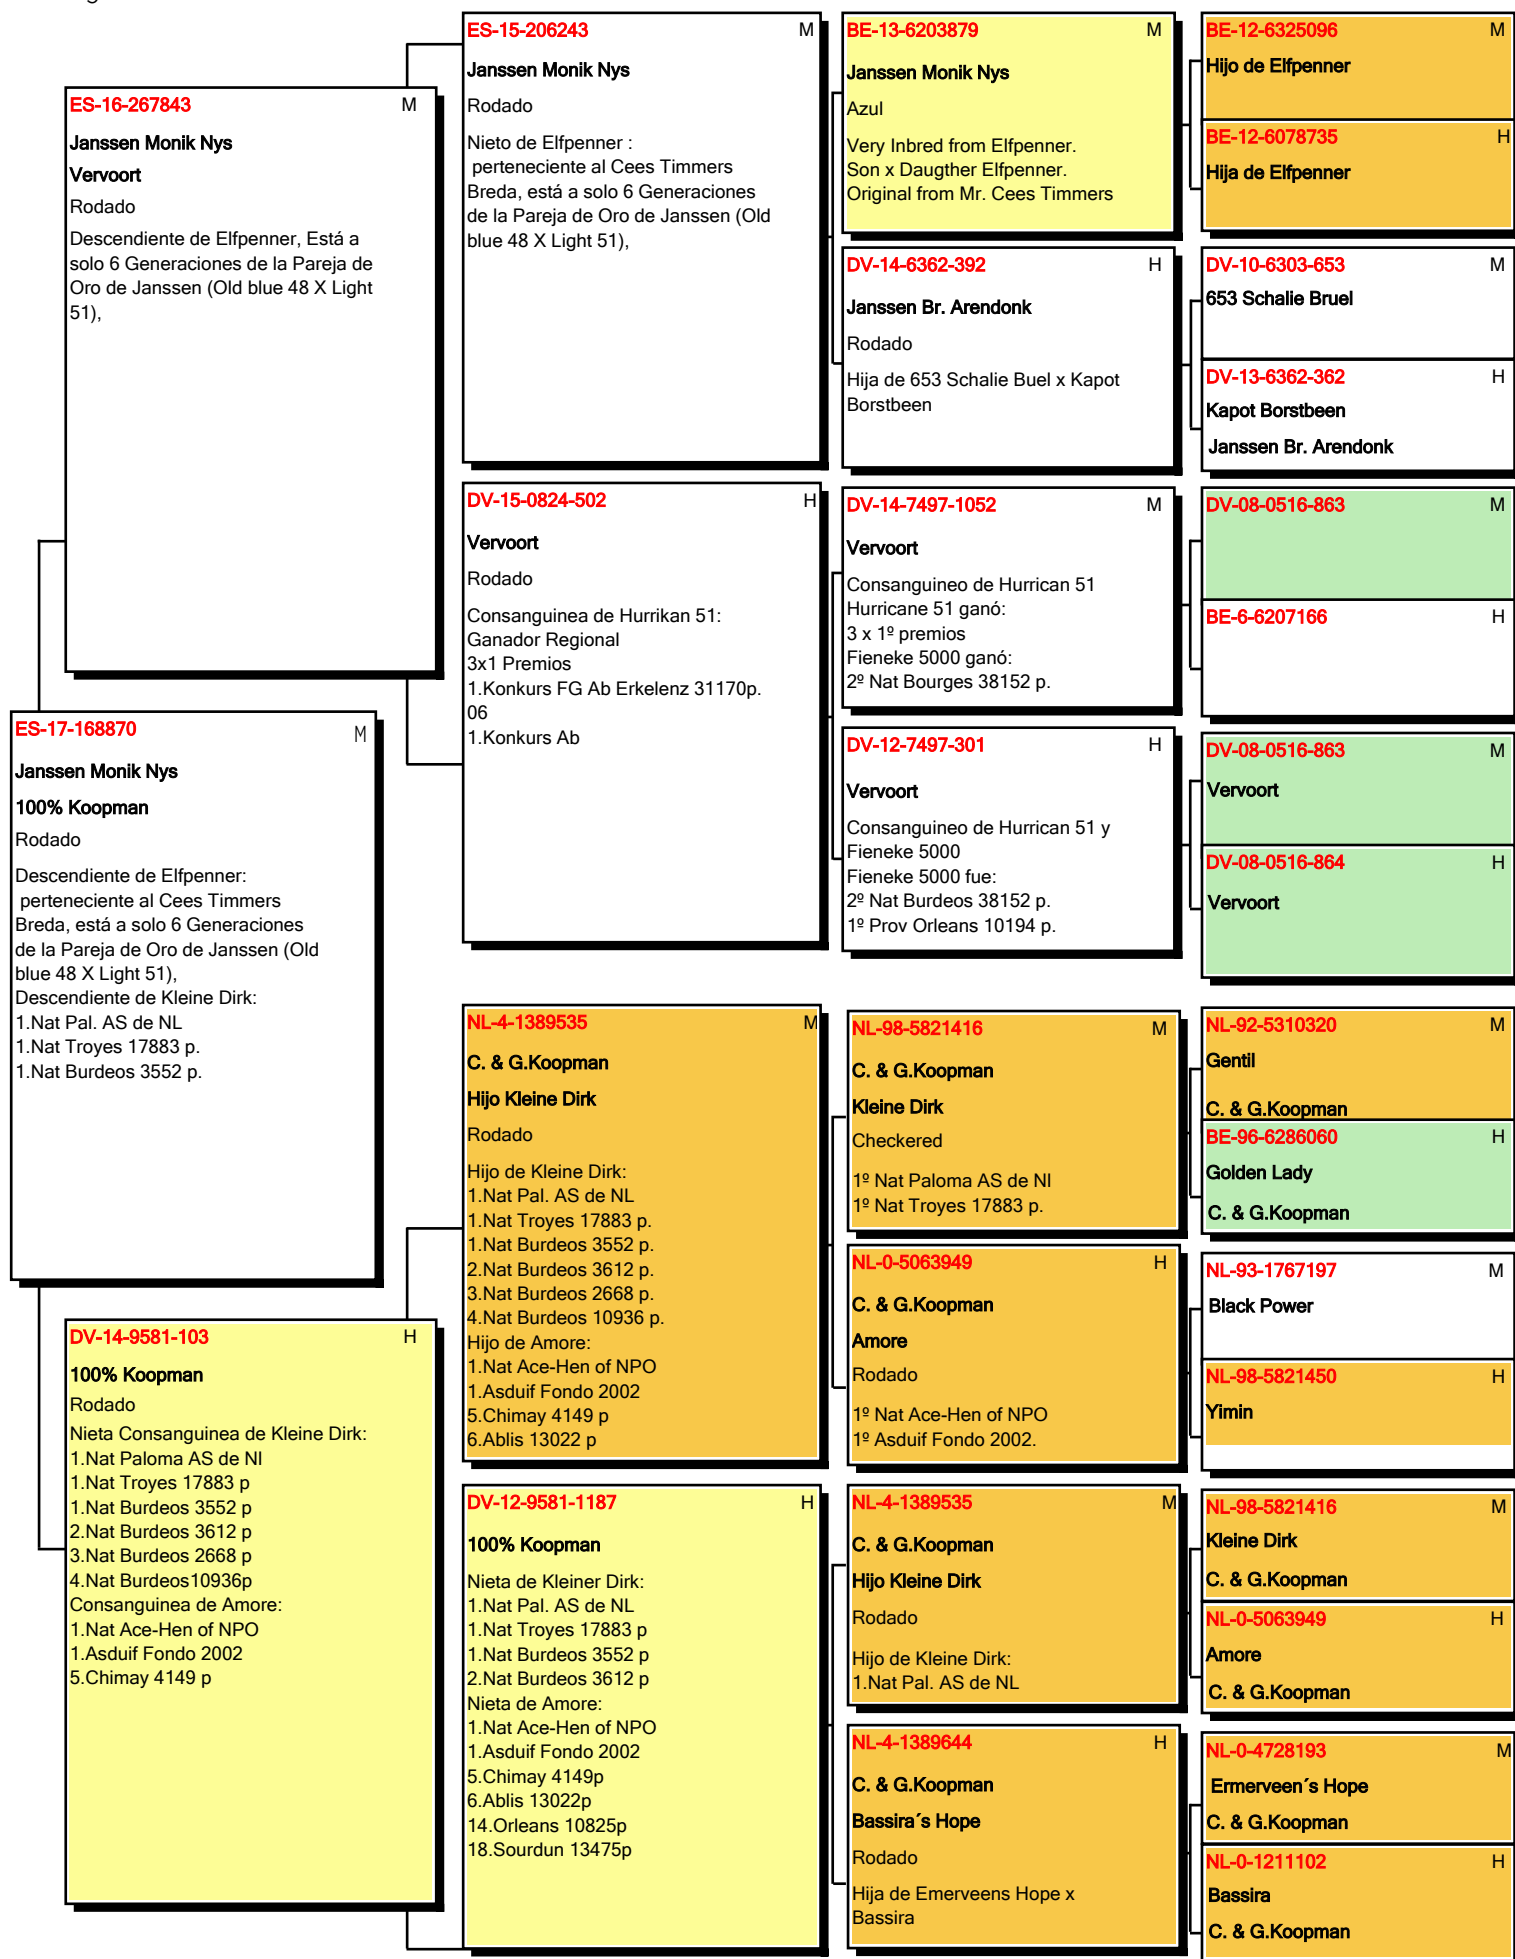 ES-17-168870 M
Janssen Monik Nys
100% Koopman
Rodado
Descendiente de Elfpenner:
perteneciente al Cees Timmers
Breda, está a solo 6 Generaciones
de la Pareja de Oro de Janssen (Old
blue 48 X Light 51),
Descendiente de Kleine Dirk:
1.Nat Pal. AS de NL
1.Nat Troyes 17883 p.
1.Nat Burdeos 3552 p.
ES-16-267843 M
Janssen Monik Nys
Vervoort
Rodado
Descendiente de Elfpenner, Está a
solo 6 Generaciones de la Pareja de
Oro de Janssen (Old blue 48 X Light
51),
DV-14-9581-103 H
100% Koopman
Rodado
Nieta Consanguinea de Kleine Dirk:
1.Nat Paloma AS de NI
1.Nat Troyes 17883 p
1.Nat Burdeos 3552 p
2.Nat Burdeos 3612 p
3.Nat Burdeos 2668 p
4.Nat Burdeos10936p
Consanguinea de Amore:
1.Nat Ace-Hen of NPO
1.Asduif Fondo 2002
5.Chimay 4149 p
ES-15-206243 M
Janssen Monik Nys
Rodado
Nieto de Elfpenner :
perteneciente al Cees Timmers
Breda, está a solo 6 Generaciones
de la Pareja de Oro de Janssen (Old
blue 48 X Light 51),
DV-15-0824-502 H
Vervoort
Rodado
Consanguinea de Hurrikan 51:
Ganador Regional
3x1 Premios
1.Konkurs FG Ab Erkelenz 31170p.
06
1.Konkurs Ab
NL-4-1389535 M
C. & G.Koopman
Hijo Kleine Dirk
Rodado
Hijo de Kleine Dirk:
1.Nat Pal. AS de NL
1.Nat Troyes 17883 p.
1.Nat Burdeos 3552 p.
2.Nat Burdeos 3612 p.
3.Nat Burdeos 2668 p.
4.Nat Burdeos 10936 p.
Hijo de Amore:
1.Nat Ace-Hen of NPO
1.Asduif Fondo 2002
5.Chimay 4149 p
6.Ablis 13022 p
DV-12-9581-1187 H
100% Koopman
Nieta de Kleiner Dirk:
1.Nat Pal. AS de NL
1.Nat Troyes 17883 p
1.Nat Burdeos 3552 p
2.Nat Burdeos 3612 p
Nieta de Amore:
1.Nat Ace-Hen of NPO
1.Asduif Fondo 2002
5.Chimay 4149p
6.Ablis 13022p
14.Orleans 10825p
18.Sourdun 13475p
BE-13-6203879 M
Janssen Monik Nys
Azul
Very Inbred from Elfpenner.
Son x Daugther Elfpenner.
Original from Mr. Cees Timmers
DV-14-6362-392 H
Janssen Br. Arendonk
Rodado
Hija de 653 Schalie Buel x Kapot
Borstbeen
DV-14-7497-1052 M
Vervoort
Consanguineo de Hurrican 51
Hurricane 51 ganó:
3 x 1º premios
Fieneke 5000 ganó:
2º Nat Bourges 38152 p.
DV-12-7497-301 H
Vervoort
Consanguineo de Hurrican 51 y
Fieneke 5000
Fieneke 5000 fue:
2º Nat Burdeos 38152 p.
1º Prov Orleans 10194 p.
NL-98-5821416 M
C. & G.Koopman
Kleine Dirk
Checkered
1º Nat Paloma AS de NI
1º Nat Troyes 17883 p.
NL-0-5063949 H
C. & G.Koopman
Amore
Rodado
1º Nat Ace-Hen of NPO
1º Asduif Fondo 2002.
NL-4-1389535 M
C. & G.Koopman
Hijo Kleine Dirk
Rodado
Hijo de Kleine Dirk:
1.Nat Pal. AS de NL
NL-4-1389644 H
C. & G.Koopman
Bassira´s Hope
Rodado
Hija de Emerveens Hope x
Bassira
BE-12-6325096 M
Hijo de Elfpenner
BE-12-6078735 H
Hija de Elfpenner
DV-10-6303-653 M
653 Schalie Bruel
DV-13-6362-362 H
Kapot Borstbeen
Janssen Br. Arendonk
DV-08-0516-863 M
BE-6-6207166 H
DV-08-0516-863 M
Vervoort
DV-08-0516-864 H
Vervoort
NL-92-5310320 M
Gentil
C. & G.Koopman
BE-96-6286060 H
Golden Lady
C. & G.Koopman
NL-93-1767197 M
Black Power
NL-98-5821450 H
Yimin
NL-98-5821416 M
Kleine Dirk
C. & G.Koopman
NL-0-5063949 H
Amore
C. & G.Koopman
NL-0-4728193 M
Ermerveen´s Hope
C. & G.Koopman
NL-0-1211102 H
Bassira
C. & G.Koopman